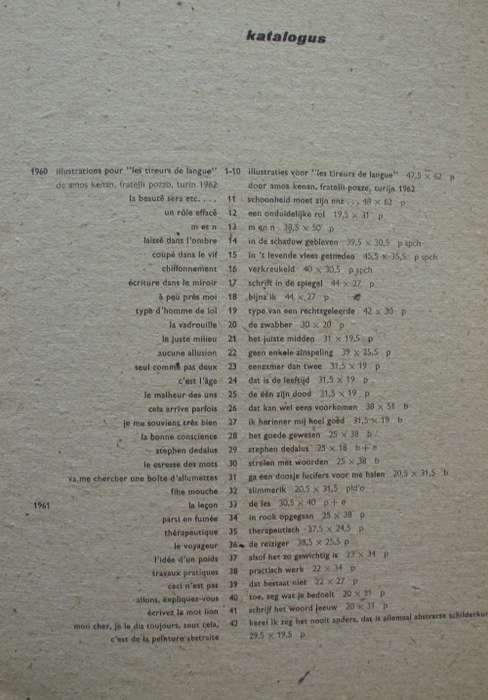 katalogus
1960 illustrations pour "les tireurs de langue" 1-10 illustraties voor "les tireurs de langue" 47,5 × 62 p
de amos kenan, fratelli pozzo, turin 1962 door amos kenan, fratelli-pozzo, turijn 1962
la beauté sera etc.... 11 schoonheid moet zijn enz... 48 × 62 p
un rôle effacé 12 een onduidelijke rol 19,5 × 31 p
m et n 13 m en n 38,5 × 50 p
laissé dans l'ombre 14 in de schaduw gebleven 39,5 × 30,5 p spch
coupé dans le vif 15 in 't levende vlees gesneden 45,5 × 35,5 p spch
chiffonnement 16 verkreukeld 40 × 30,5 p spch
écriture dans le miroir 17 schrift in de spiegel 44 × 27 p
à peu près moi 18 bijna ik 44 × 27 p
type d'homme de loi 19 type van een rechtsgeleerde 42 × 30 p
la vadrouille 20 de zwabber 30 × 20 p
le juste milieu 21 het juiste midden 31 × 19,5 p
aucune allusion 22 geen enkele zinspeling 39 × 25,5 p
seul comme pas deux 23 eenzamer dan twee 31,5 × 19 p
c'est l'âge 24 dat is de leeftijd 31,5 × 19 p
le malheur des uns 25 de één zijn dood 31,5 × 19 p
cela arrive parfois 26 dat kan wel eens voorkomen 38 × 51 b
je me souviens très bien 27 ik herinner mij heel goed 31,5 × 19 b
la bonne conscience 28 het goede geweten 25 × 38 b
stephen dedalus 29 stephen dedalus 25 × 18 b + e
le caresse des mots 30 strelen met woorden 25 × 38 b
va me chercher une boîte d'allumettes 31 ga een doosje lucifers voor me halen 20,5 × 31,5 b
fine mouche 32 slimmerik 20,5 × 31,5 pld'o
1961 la leçon 33 de les 30,5 × 40 p + e
parti en fumée 34 in rook opgegaan 25 × 38 p
thérapeutique 35 therapeutisch 37,5 × 24,5 p
le voyageur 36 de reiziger 38,5 × 25,5 p
l'idée d'un poids 37 alsof het zo gewichtig is 22 × 34 p
travaux pratiques 38 practisch werk 22 × 34 p
ceci n'est pas 39 dat bestaat niet 22 × 27 p
allons, expliquez-vous 40 toe, zeg wat je bedoelt 20 × 31 p
écrivez le mot lion 41 schrijf het woord leeuw 20 × 31 p
mon cher, je le dis toujours, tout cela, 42 karel ik zeg het nooit anders, dat is allemaal abstracte schilderkun
c'est de la peinture abstraite 29,5 × 19,5 p